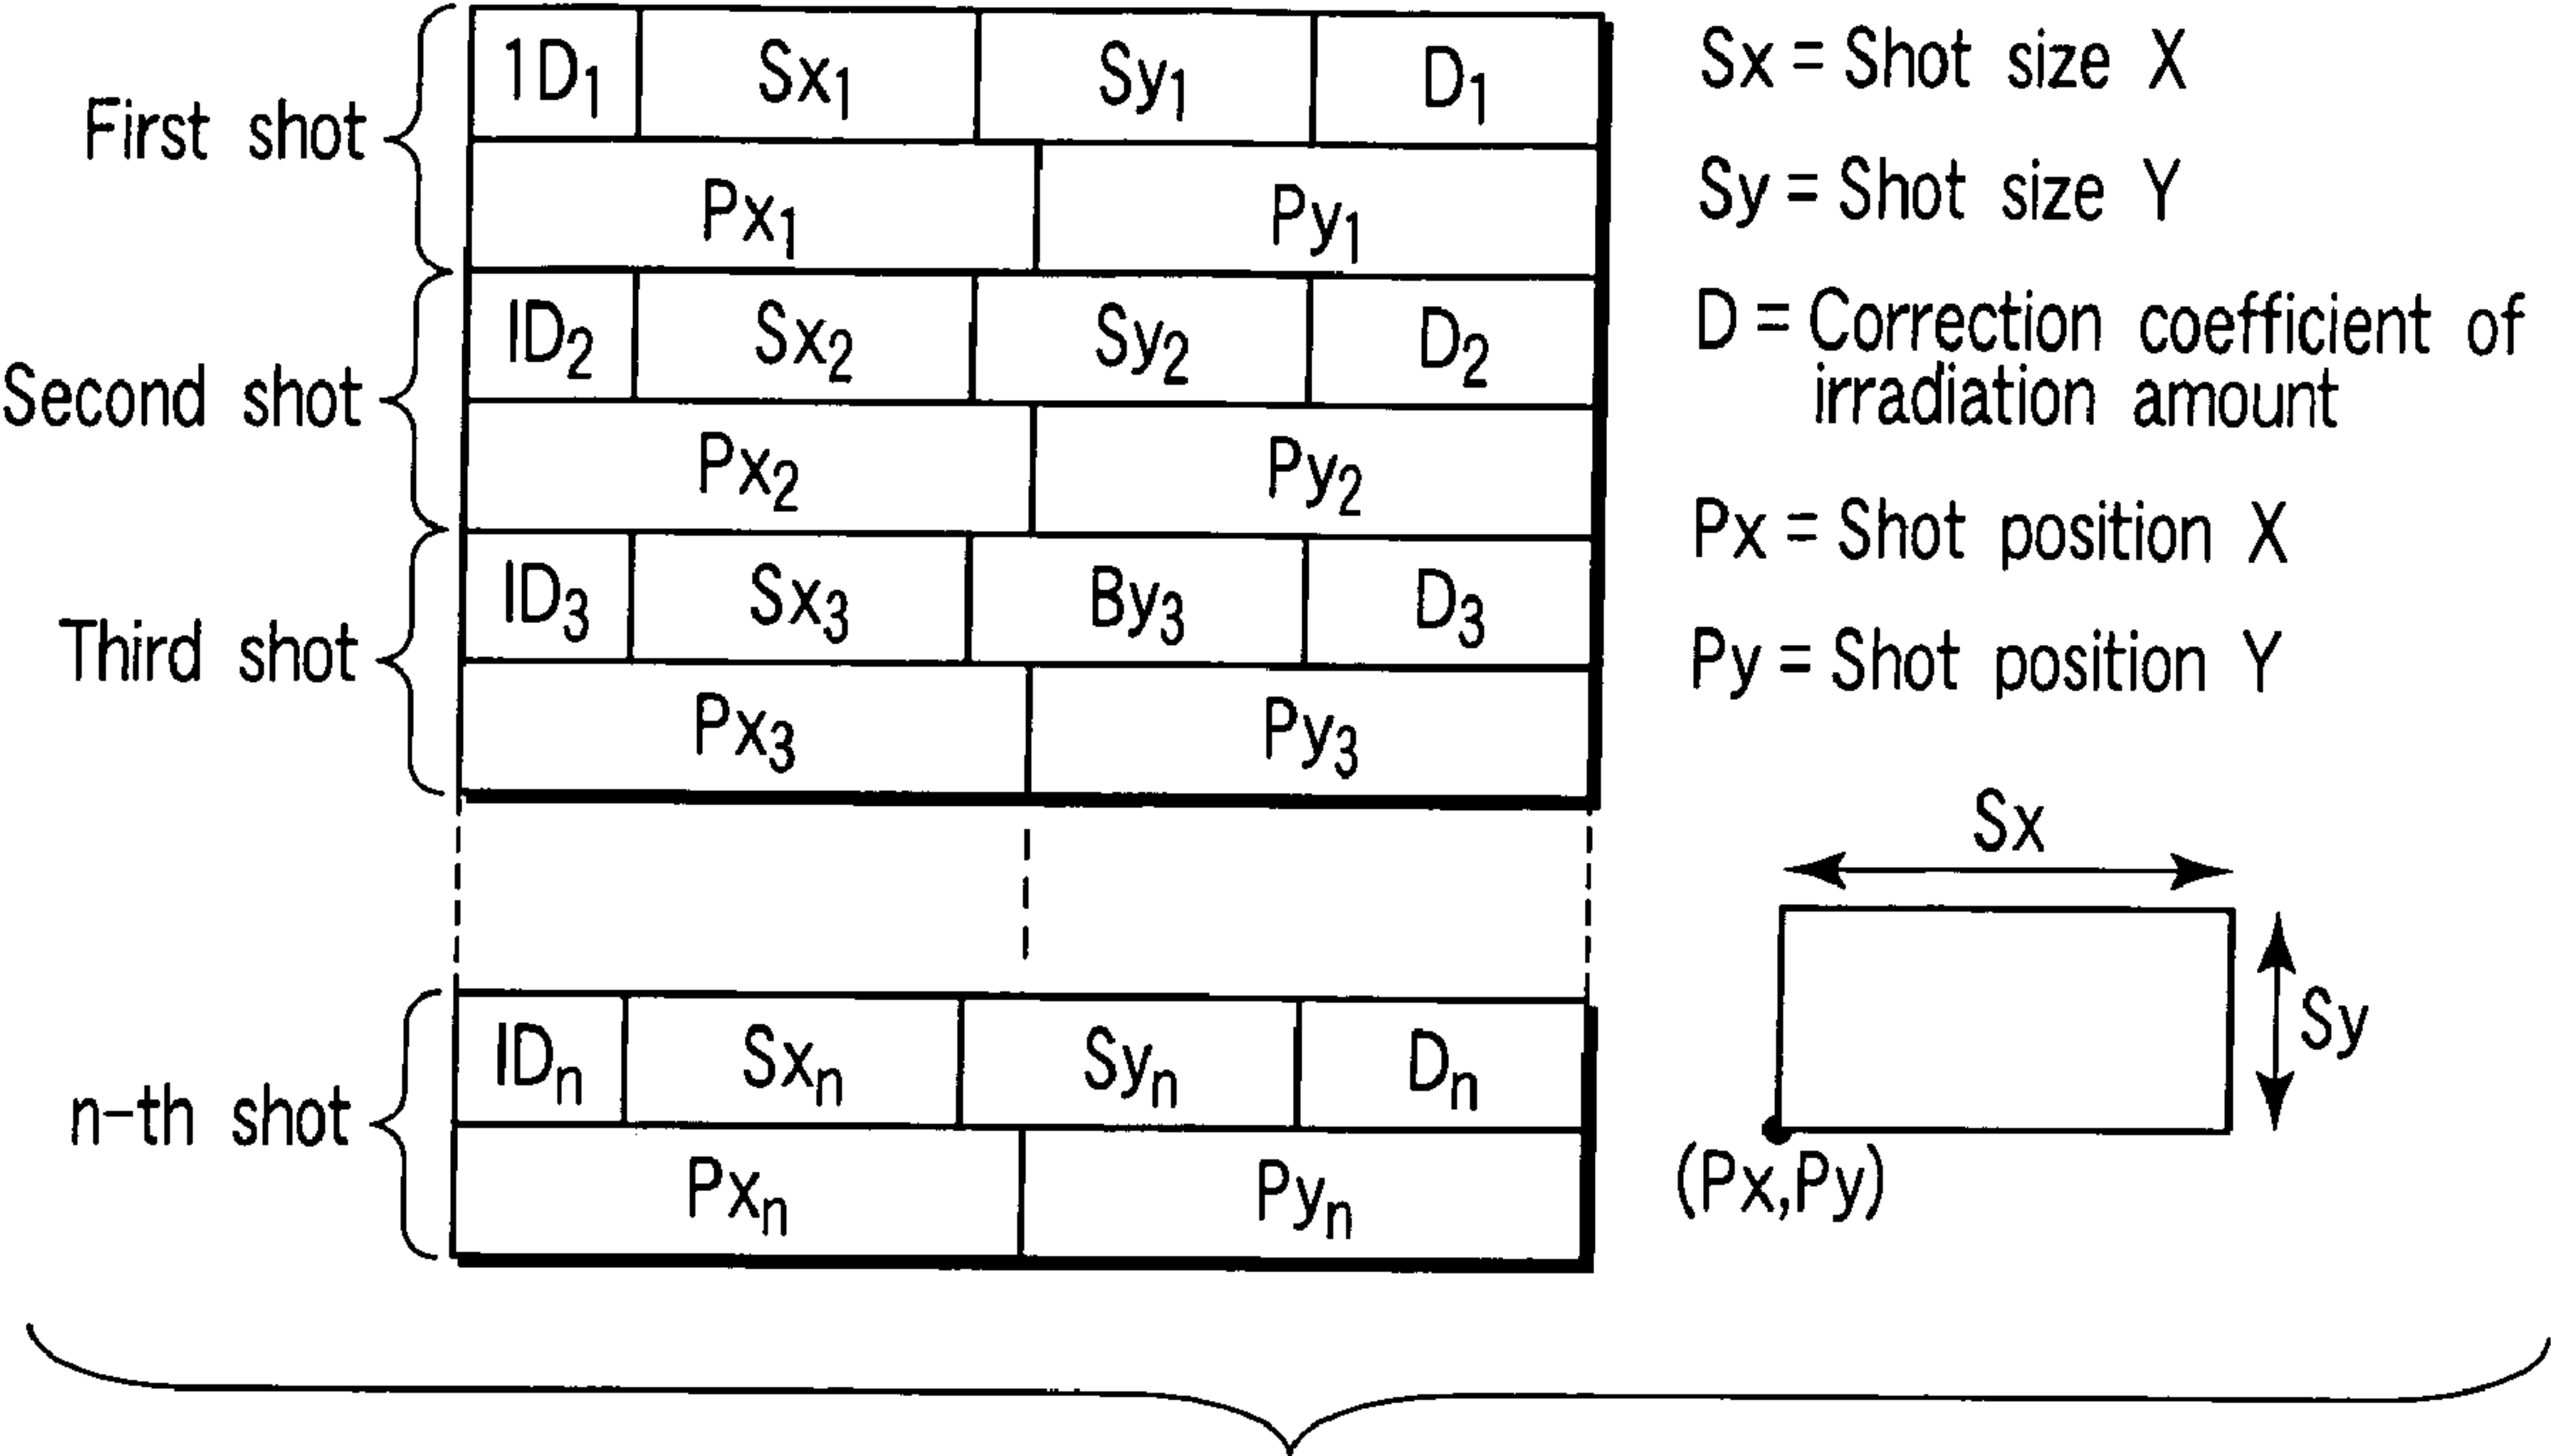 First shot
1D₁ Sx₁ Sy₁ D₁
Px₁ Py₁
Second shot
ID₂ Sx₂ Sy₂ D₂
Px₂ Py₂
Third shot
ID₃ Sx₃ By₃ D₃
Px₃ Py₃
n-th shot
IDₙ Sxₙ Syₙ Dₙ
Pxₙ Pyₙ
Sx = Shot size X
Sy = Shot size Y
D = Correction coefficient of
irradiation amount
Px = Shot position X
Py = Shot position Y
Sx
Sy
(Px,Py)